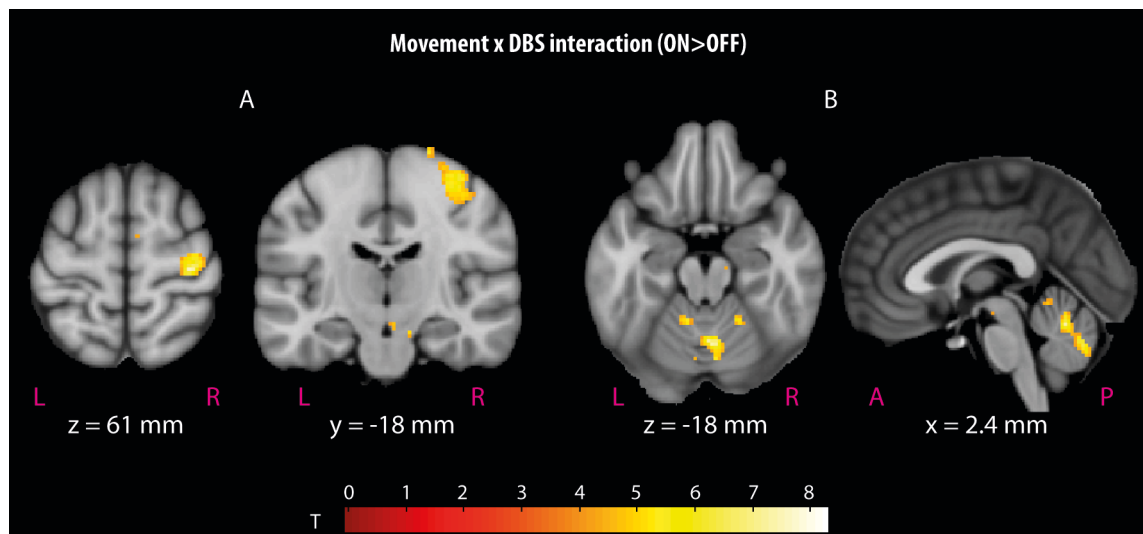 Movement x DBS interaction (ON>OFF)
A
B
L R L R L R A P
z = 61 mm y = -18 mm z = -18 mm x = 2.4 mm
0 1 2 3 4 5 6 7 8
T